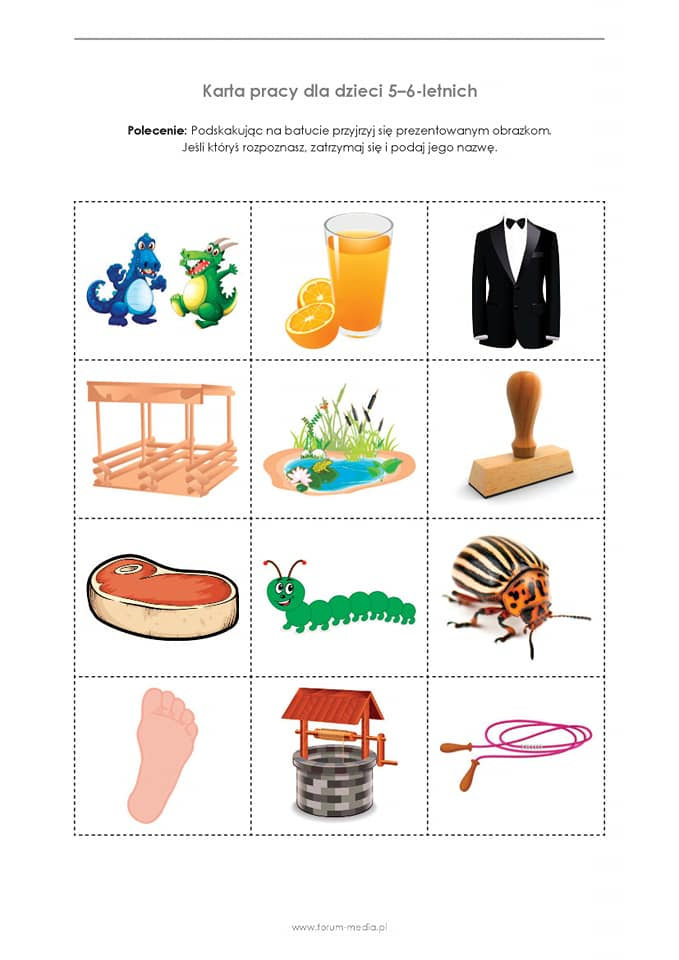 Karta pracy dla dzieci 5–6-letnich
Polecenie: Podskakując na batucie przyjrzyj się prezentowanym obrazkom.
Jeśli któryś rozpoznasz, zatrzymaj się i podaj jego nazwę.
www.forum-media.pl